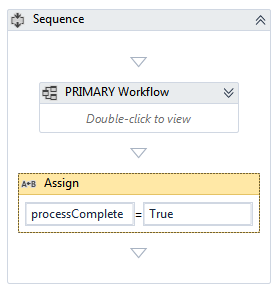 Sequence
PRIMARY Workflow
Double-click to view
A+B Assign
processComplete = True